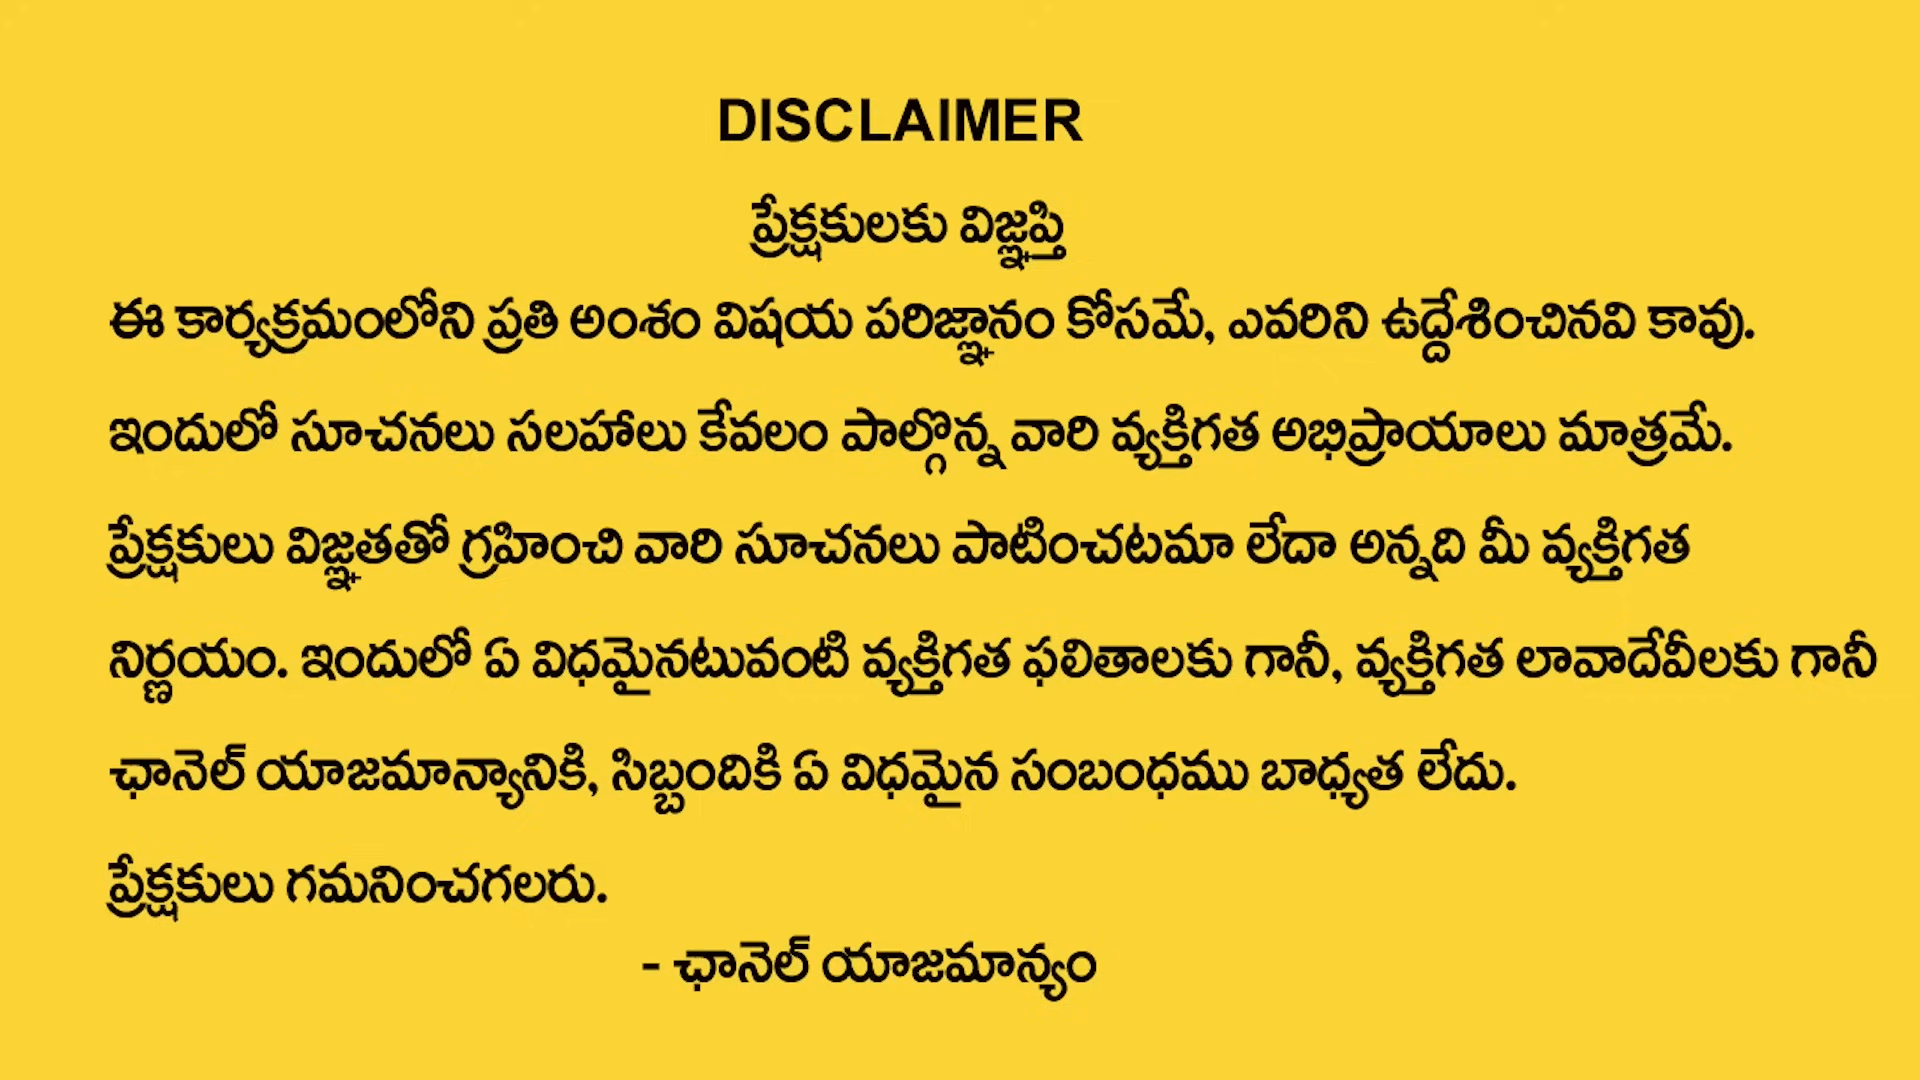 DISCLAIMER
ప్రేక్షకులకు విజ్ఞప్తి
ఈ కార్యక్రమంలోని ప్రతి అంశం విషయ పరిజ్ఞానం కోసమే, ఎవరిని ఉద్దేశించినవి కావు.
ఇందులో సూచనలు సలహాలు కేవలం పాల్గొన్న వారి వ్యక్తిగత అభిప్రాయాలు మాత్రమే.
ప్రేక్షకులు విజ్ఞతతో గ్రహించి వారి సూచనలు పాటించటమా లేదా అన్నది మీ వ్యక్తిగత
నిర్ణయం. ఇందులో ఏ విధమైనటువంటి వ్యక్తిగత ఫలితాలకు గానీ, వ్యక్తిగత లావాదేవీలకు గానీ
ఛానెల్ యాజమాన్యానికి, సిబ్బందికి ఏ విధమైన సంబంధము బాధ్యత లేదు.
ప్రేక్షకులు గమనించగలరు.
- ఛానెల్ యాజమాన్యం